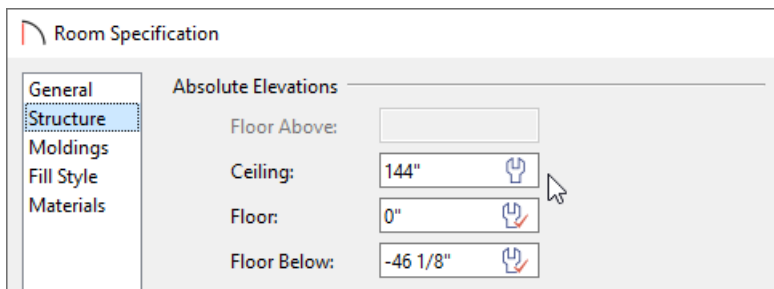 Room Specification
General
Structure
Moldings
Fill Style
Materials
Absolute Elevations
Floor Above:
Ceiling: 144"
Floor: 0"
Floor Below: -46 1/8"